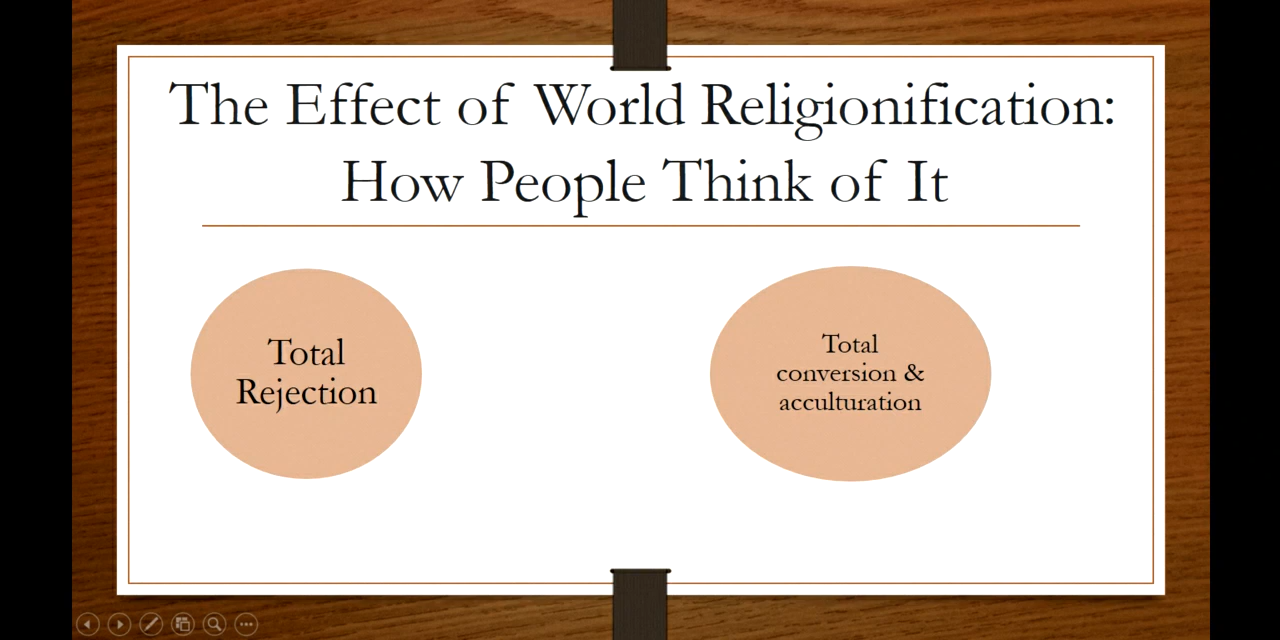 The Effect of World Religionification:
How People Think of It
Total
Rejection
Total
conversion &
acculturation